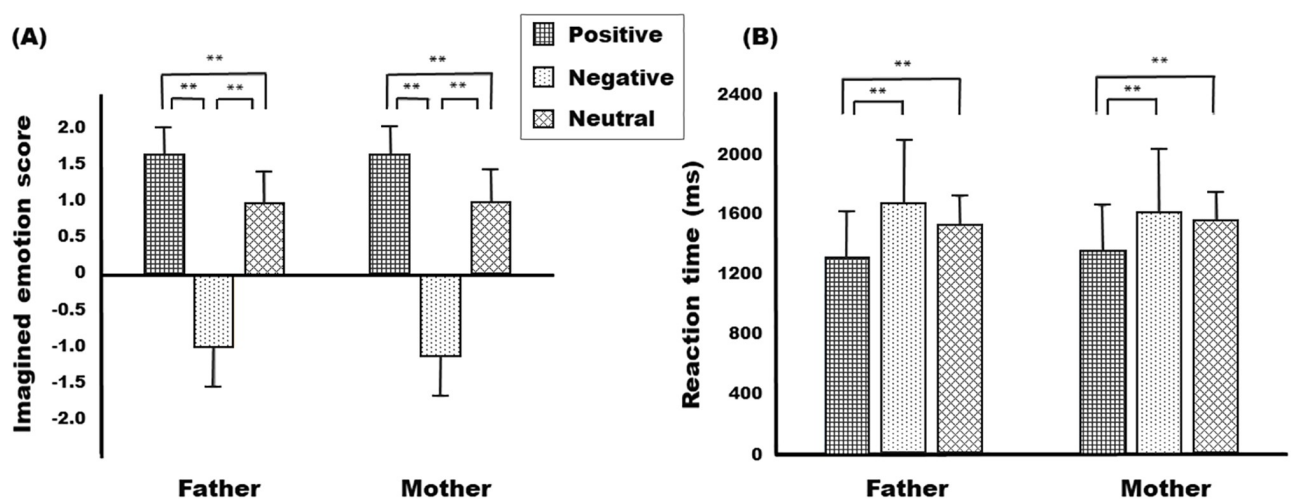 (A)
Positive
Negative
Neutral
(B)
**
**
** **
** **
Imagined emotion score
2.0
1.5
1.0
0.5
0
-0.5
-1.0
-1.5
-2.0
Father Mother
**
**
**
**
Reaction time (ms)
2400
2000
1600
1200
800
400
0
Father Mother